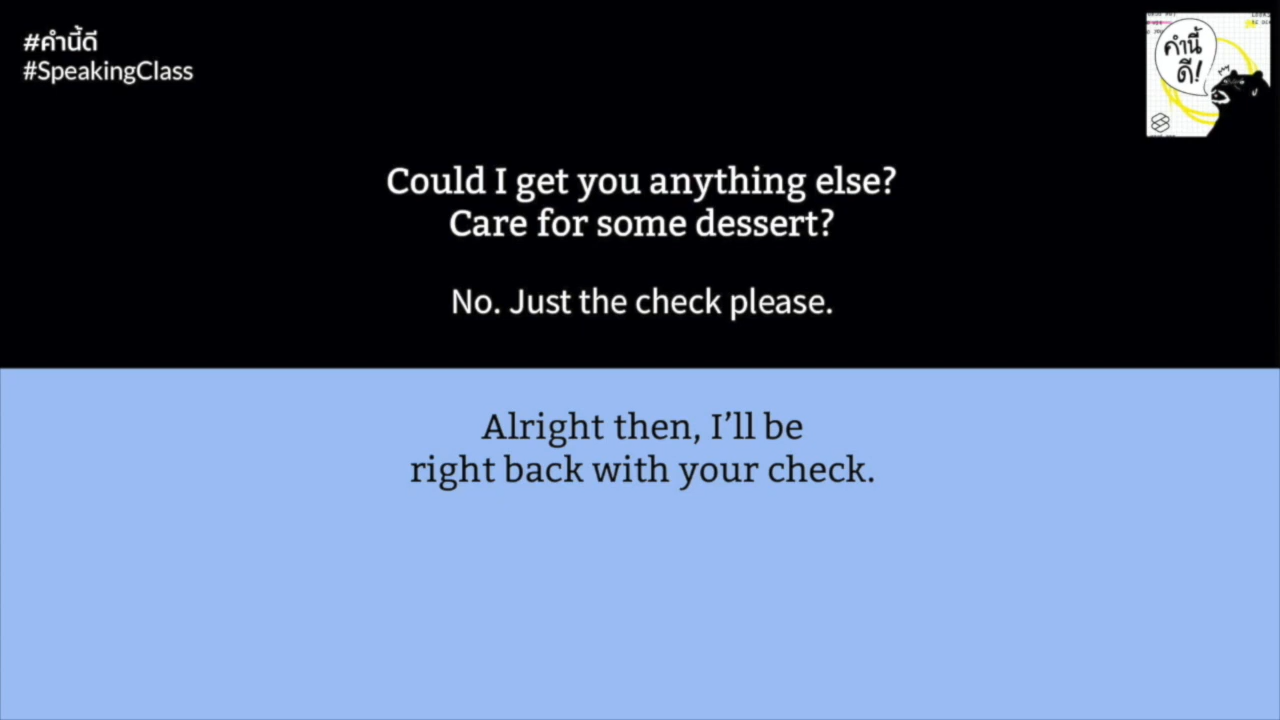 #คำนี้ดี
#SpeakingClass
คำนี้
ดี!
Could I get you anything else?
Care for some dessert?
No. Just the check please.
Alright then, I’ll be
right back with your check.